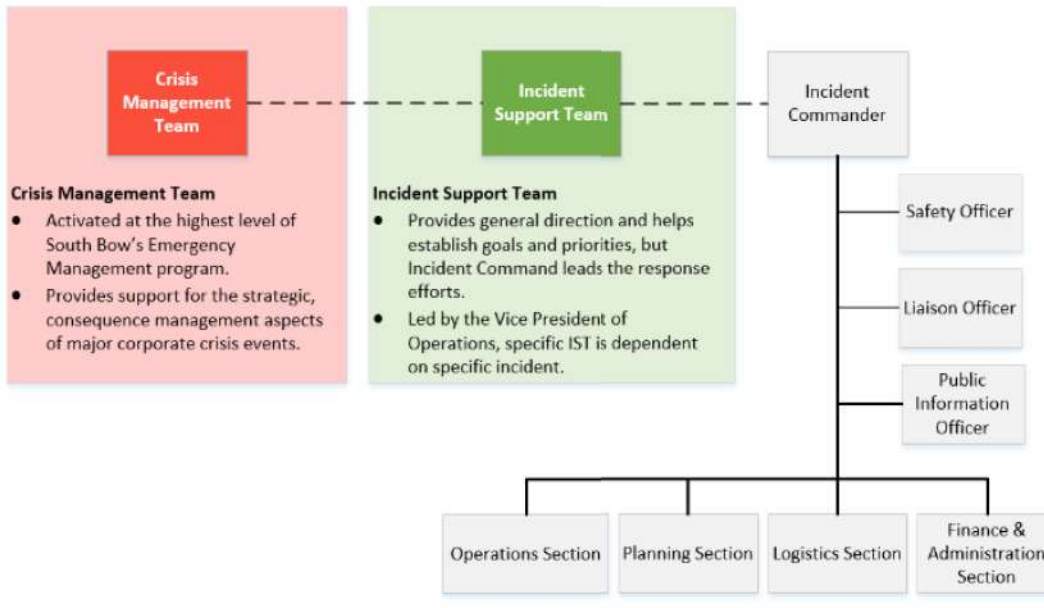 Crisis
Management
Team
Incident
Support Team
Incident
Commander
Crisis Management Team
● Activated at the highest level of
South Bow's Emergency
Management program.
● Provides support for the strategic,
consequence management aspects
of major corporate crisis events.
Incident Support Team
● Provides general direction and helps
establish goals and priorities, but
Incident Command leads the response
efforts.
● Led by the Vice President of
Operations, specific IST is dependent
on specific incident.
Safety Officer
Liaison Officer
Public
Information
Officer
Operations Section
Planning Section
Logistics Section
Finance &
Administration
Section